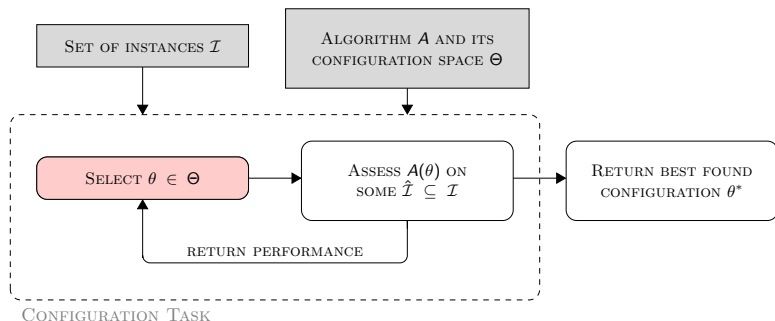 Set of instances 𝓘
Algorithm A and its
configuration space Θ
Select θ ∈ Θ
Assess A(θ) on
some 𝓘̂ ⊆ 𝓘
Return best found
configuration θ*
return performance
Configuration Task